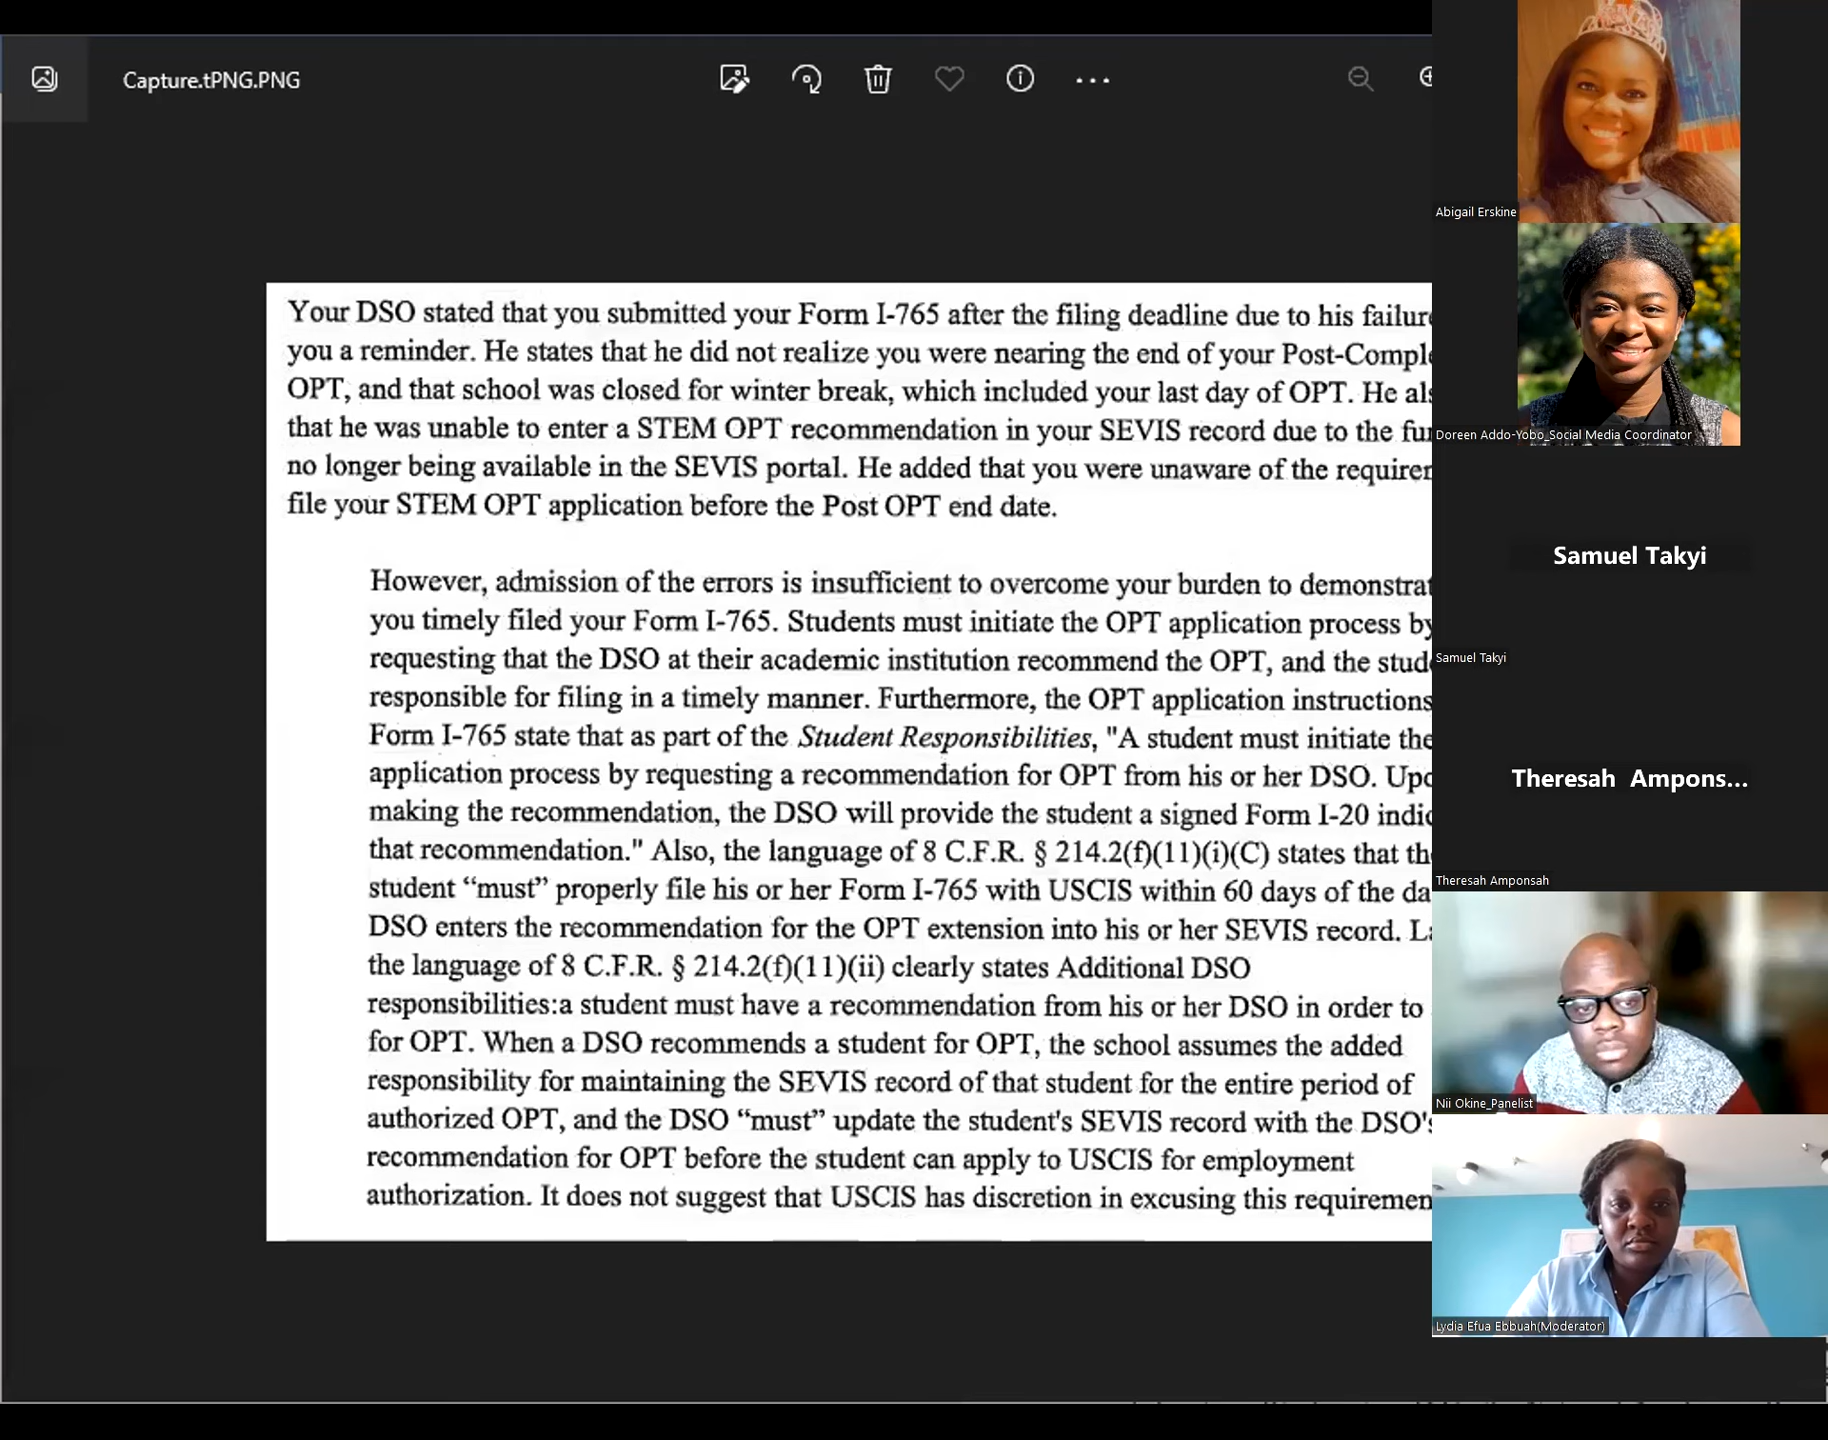 Capture.tPNG.PNG
Your DSO stated that you submitted your Form I-765 after the filing deadline due to his failure
you a reminder. He states that he did not realize you were nearing the end of your Post-Comple
OPT, and that school was closed for winter break, which included your last day of OPT. He als
that he was unable to enter a STEM OPT recommendation in your SEVIS record due to the fun
no longer being available in the SEVIS portal. He added that you were unaware of the requirem
file your STEM OPT application before the Post OPT end date.
However, admission of the errors is insufficient to overcome your burden to demonstrat
you timely filed your Form I-765. Students must initiate the OPT application process by
requesting that the DSO at their academic institution recommend the OPT, and the stud
responsible for filing in a timely manner. Furthermore, the OPT application instructions
Form I-765 state that as part of the Student Responsibilities, "A student must initiate the
application process by requesting a recommendation for OPT from his or her DSO. Upo
making the recommendation, the DSO will provide the student a signed Form I-20 indic
that recommendation." Also, the language of 8 C.F.R. § 214.2(f)(11)(i)(C) states that th
student “must” properly file his or her Form I-765 with USCIS within 60 days of the da
DSO enters the recommendation for the OPT extension into his or her SEVIS record. La
the language of 8 C.F.R. § 214.2(f)(11)(ii) clearly states Additional DSO
responsibilities:a student must have a recommendation from his or her DSO in order to
for OPT. When a DSO recommends a student for OPT, the school assumes the added
responsibility for maintaining the SEVIS record of that student for the entire period of
authorized OPT, and the DSO “must” update the student's SEVIS record with the DSO's
recommendation for OPT before the student can apply to USCIS for employment
authorization. It does not suggest that USCIS has discretion in excusing this requiremen
Abigail Erskine
Doreen Addo-Yobo_Social Media Coordinator
Samuel Takyi
Samuel Takyi
Theresah Ampons...
Theresah Amponsah
Nii Okine_Panelist
Lydia Efua Ebbuah(Moderator)